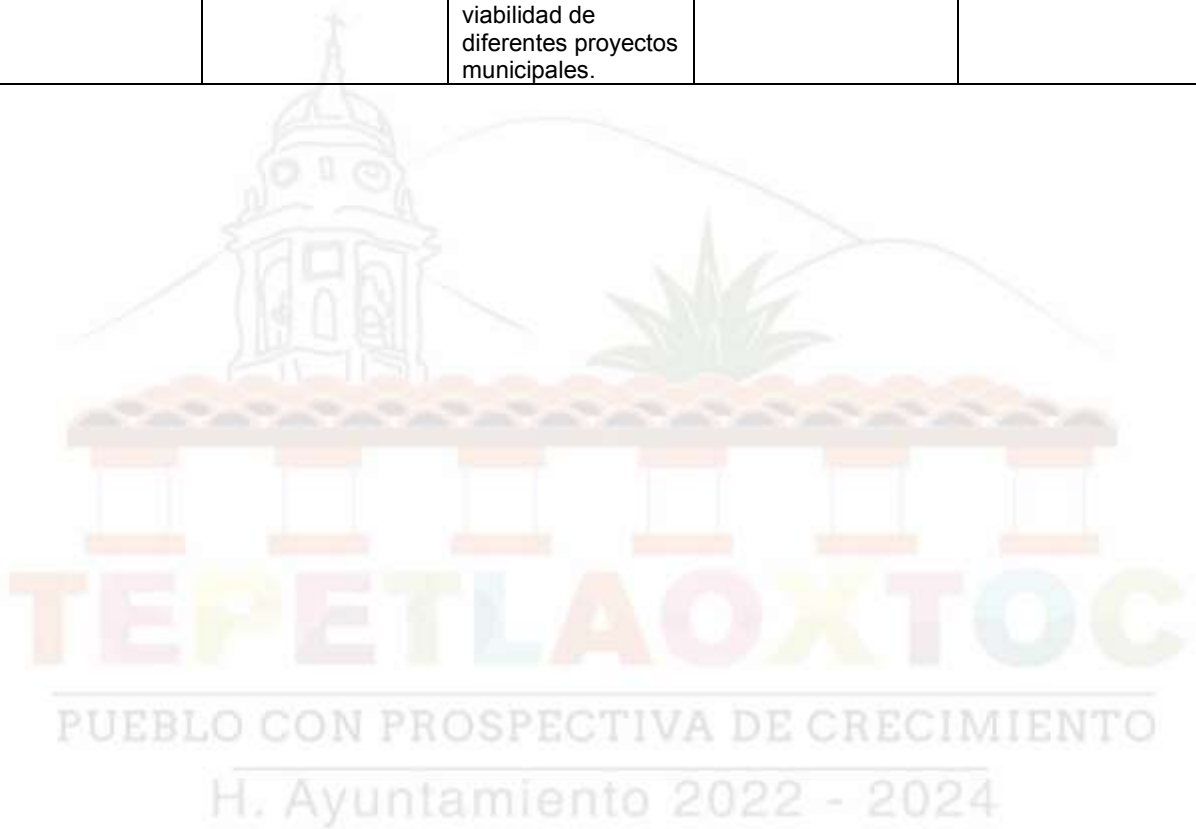 viabilidad de
diferentes proyectos
municipales.
TEPETLAOXTOC
PUEBLO CON PROSPECTIVA DE CRECIMIENTO
H. Ayuntamiento 2022 - 2024